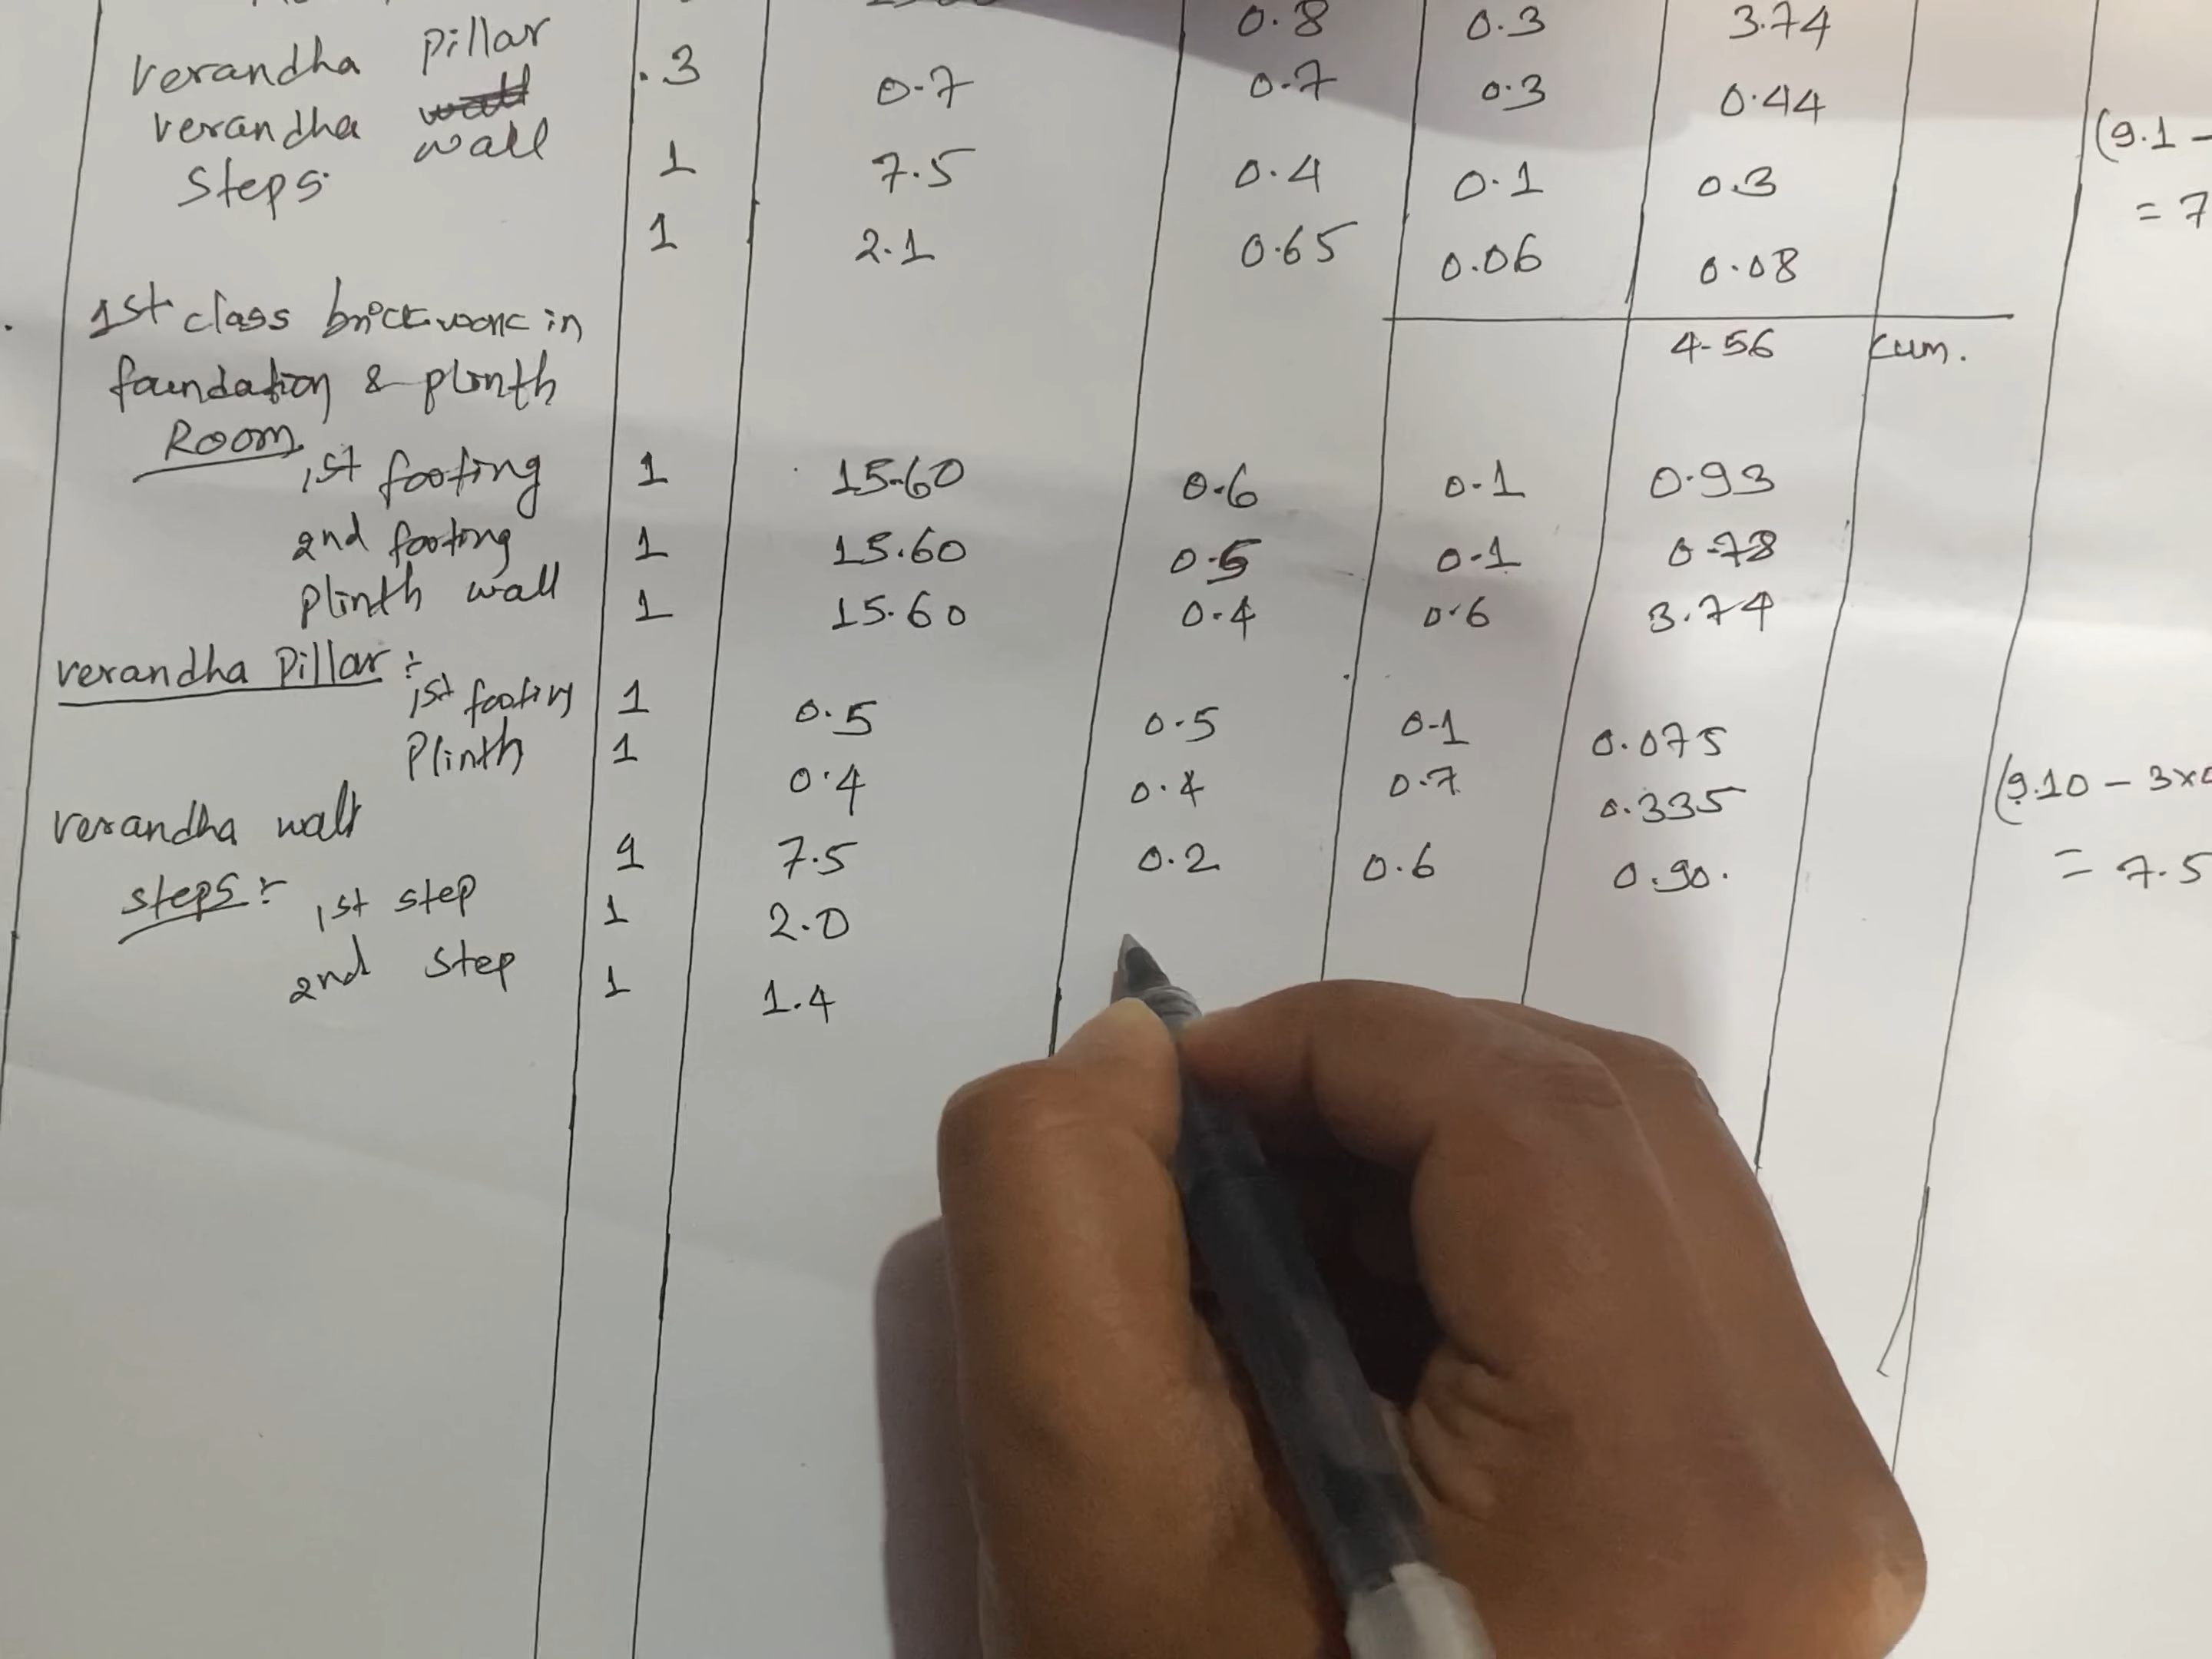 0.8 0.3 3.74
verandha pillar .3 0.7 0.7 0.3 0.44
verandha wall 1 7.5 0.4 0.1 0.3
Steps. 1 2.1 0.65 0.06 0.08
(9.1 -
= 7
1st class brickwork in
4-56 cum.
foundation & plinth
Room
1st footing 1 15-60 0.6 0.1 0.93
2nd footing 1 15.60 0.5 0.1 0.78
Plinth wall 1 15.60 0.4 0.6 3.74
verandha Pillar :-
1st footing 1 0.5 0.5 0.1 0.075
Plinth 1 0.4 0.4 0.7 0.335
(9.10 - 3×0
verandha wall 1 7.5 0.2 0.6 0.90.
= 7.5
steps :- 1st step 1 2.0
2nd step 1 1.4